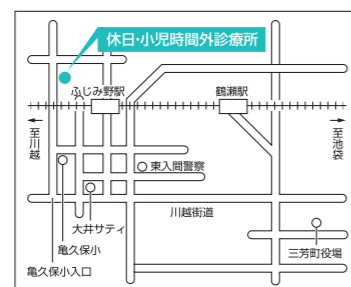 休日・小児時間外診療所
ふじみ野駅
鶴瀬駅
至川越
至池袋
東入間警察
川越街道
大井サティ
亀久保小
三芳町役場
亀久保小入口